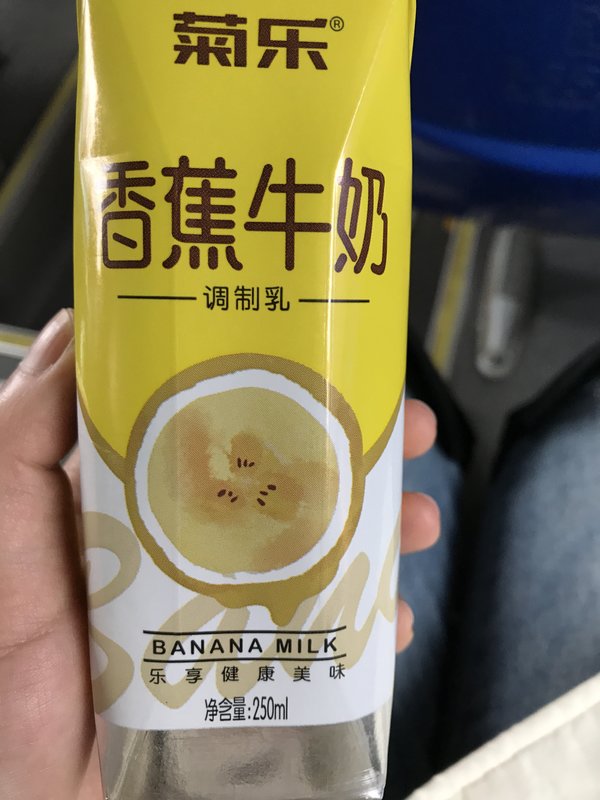 菊乐®
香蕉牛奶
调制乳
BANANA MILK
乐享健康美味
净含量:250ml